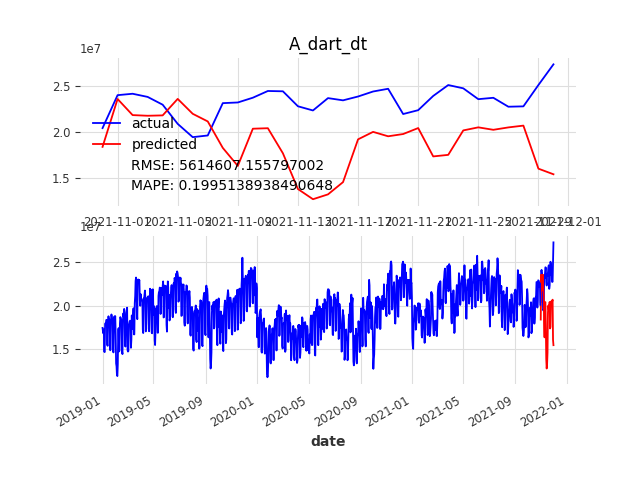 A_dart_dt
1e7
2.5
2.0
1.5
actual
predicted
RMSE: 5614607.155797002
MAPE: 0.1995138938490648
2021-11-01 2021-11-05 2021-11-09 2021-11-13 2021-11-17 2021-11-21 2021-11-25 2021-11-29 2021-12-01
1e7
2.5
2.0
1.5
2019-01 2019-05 2019-09 2020-01 2020-05 2020-09 2021-01 2021-05 2021-09 2022-01
date